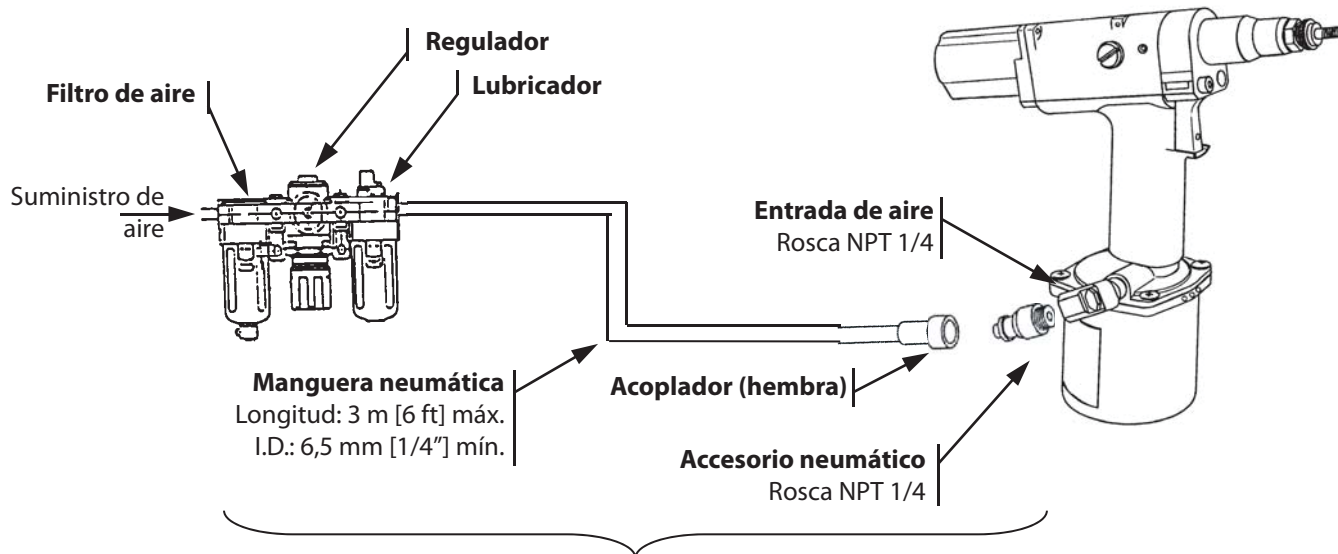 Regulador
Lubricador
Filtro de aire
Suministro de
aire
Entrada de aire
Rosca NPT 1/4
Manguera neumática
Longitud: 3 m [6 ft] máx.
I.D.: 6,5 mm [1/4”] mín.
Acoplador (hembra)
Accesorio neumático
Rosca NPT 1/4